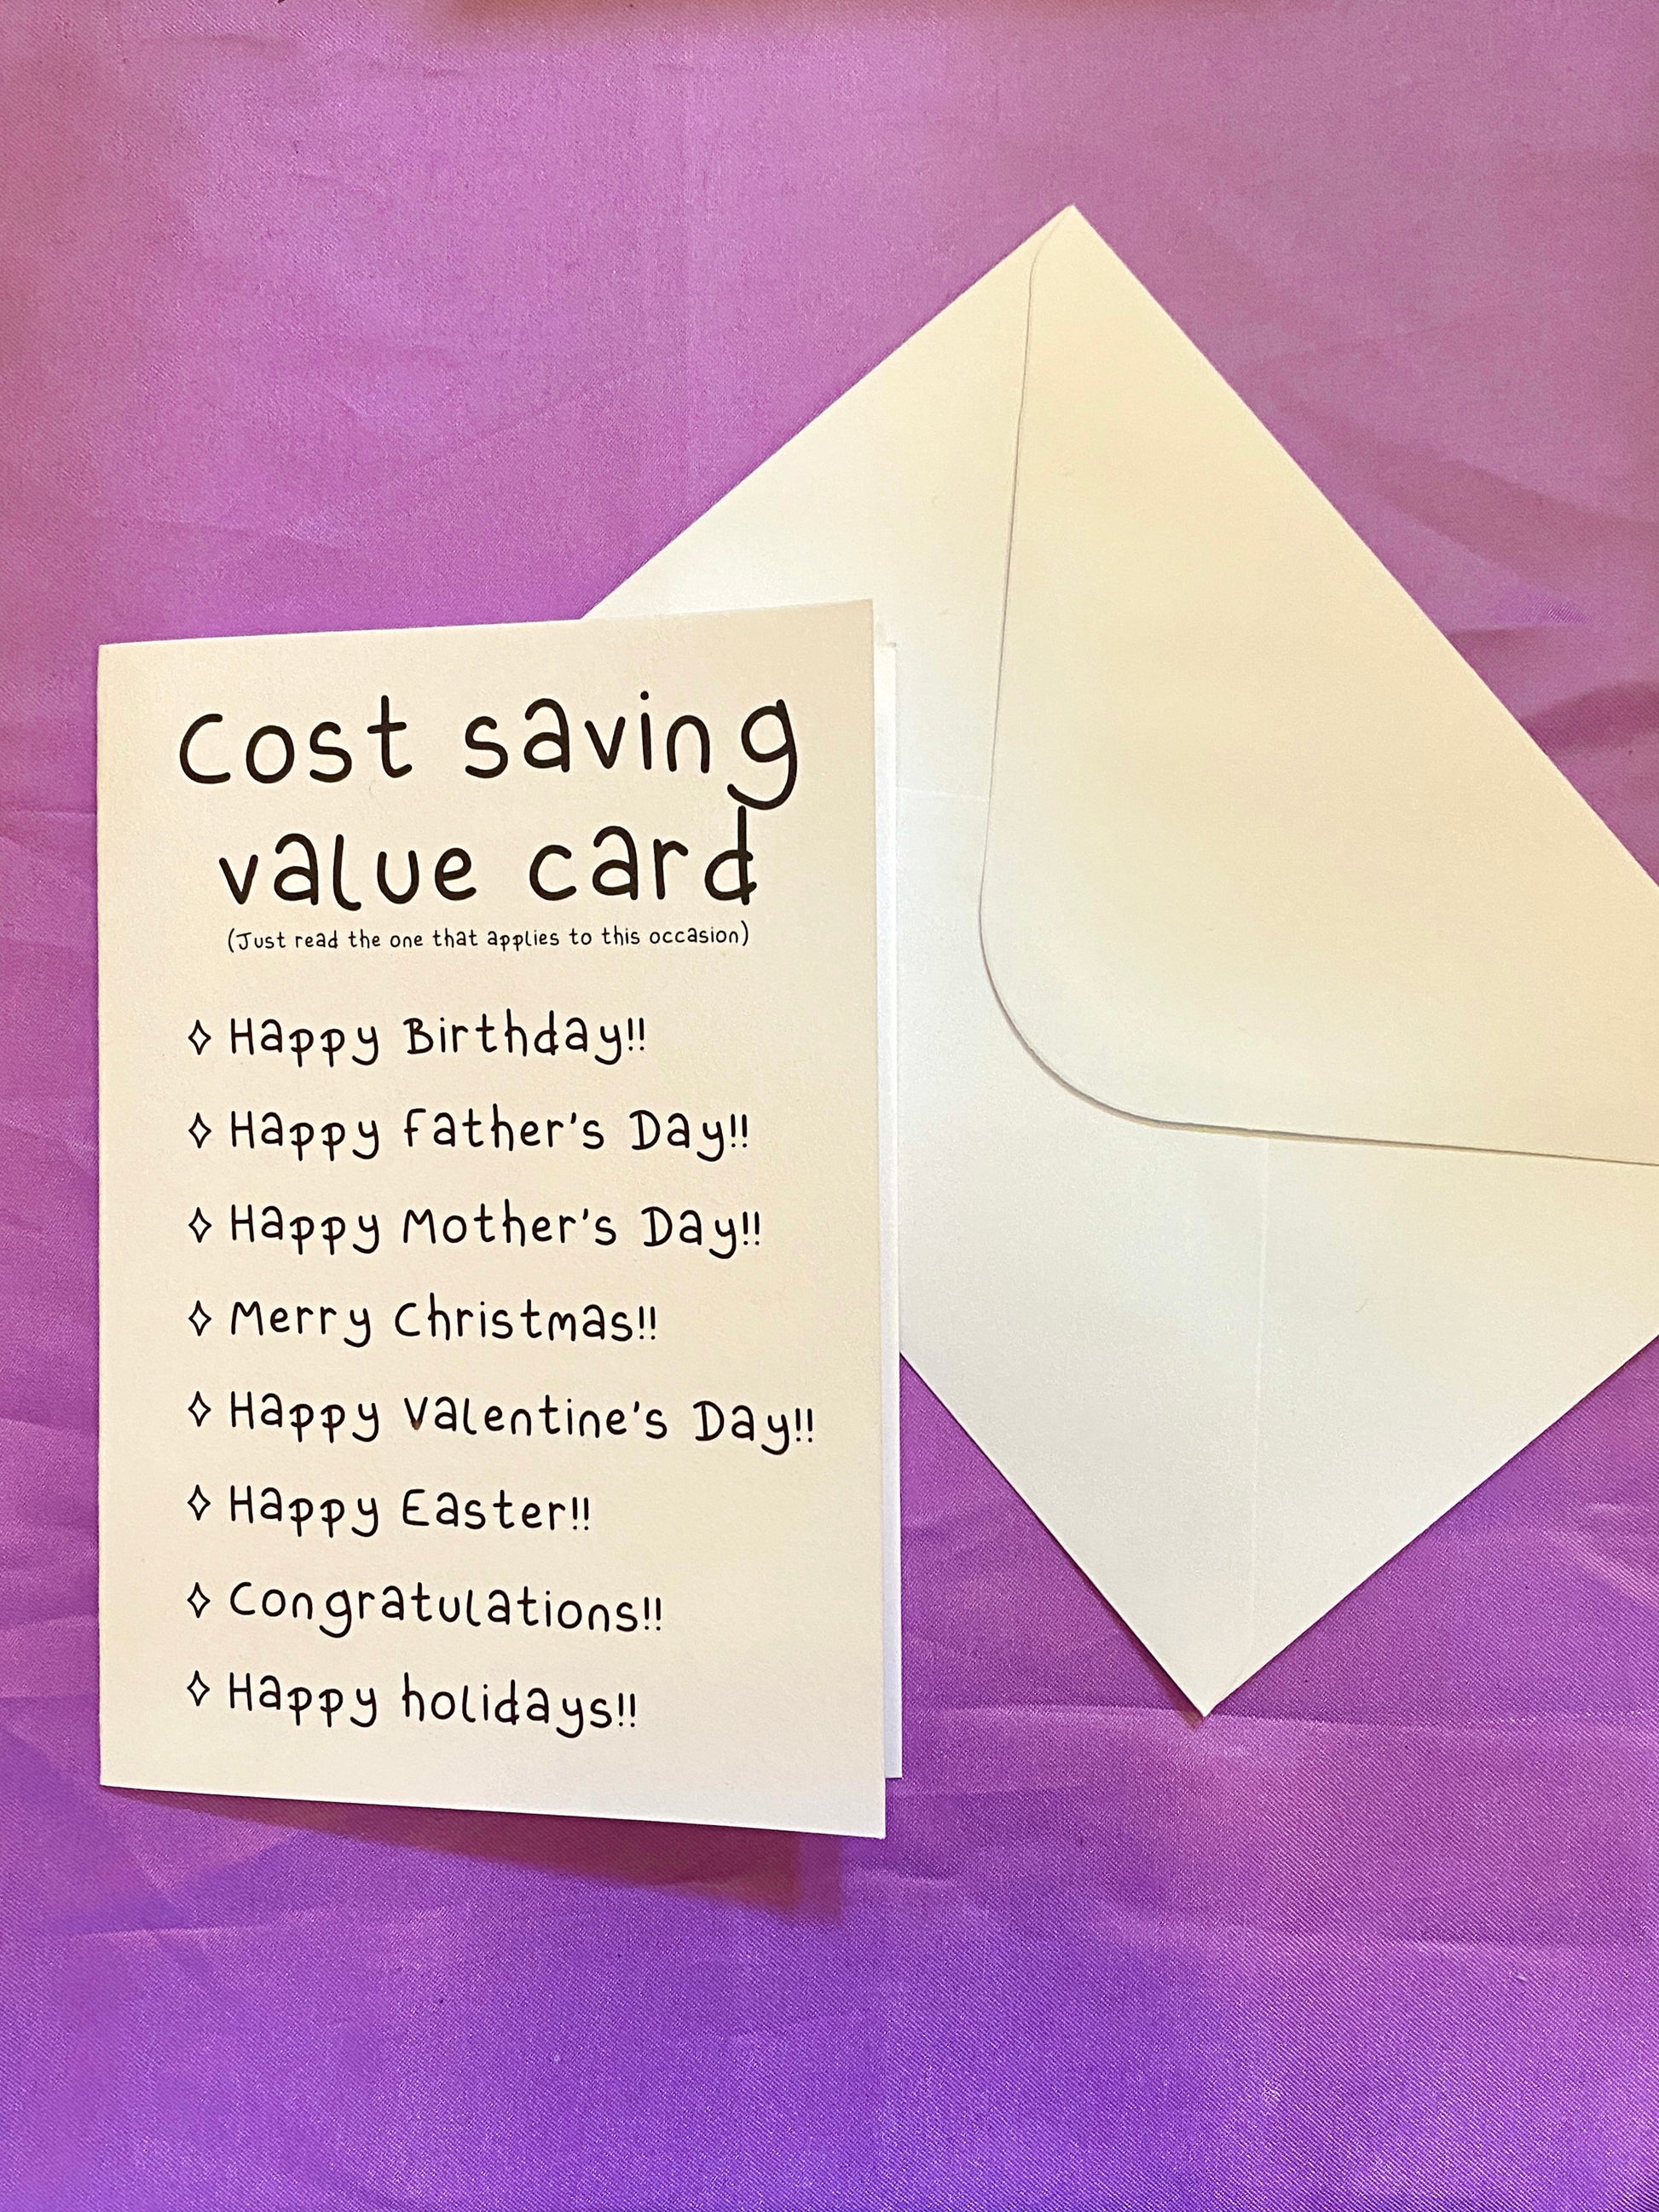 Cost saving
value card
(Just read the one that applies to this occasion)
✧ Happy Birthday!!
✧ Happy Father's Day!!
✧ Happy Mother's Day!!
✧ Merry Christmas!!
✧ Happy Valentine's Day!!
✧ Happy Easter!!
✧ Congratulations!!
✧ Happy holidays!!